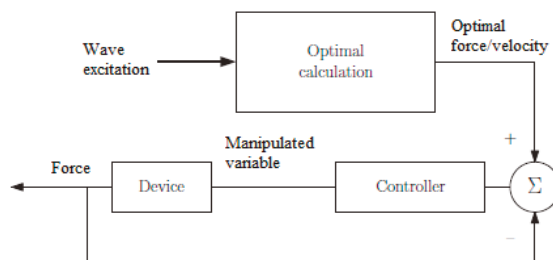 Wave
excitation
Optimal
calculation
Optimal
force/velocity
+
Force
Device
Manipulated
variable
Controller
Σ
−